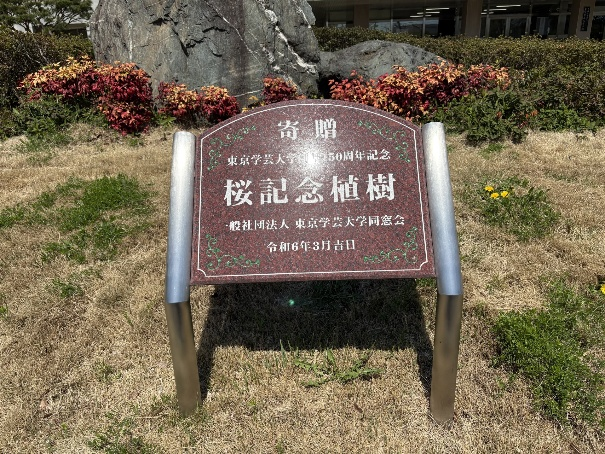 寄贈
東京学芸大学 150周年記念
桜記念植樹
一般社団法人 東京学芸大学同窓会
令和6年3月吉日